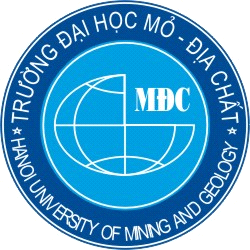 TRƯỜNG ĐẠI HỌC MỎ - ĐỊA CHẤT
MĐC
HANOI UNIVERSITY OF MINING AND GEOLOGY